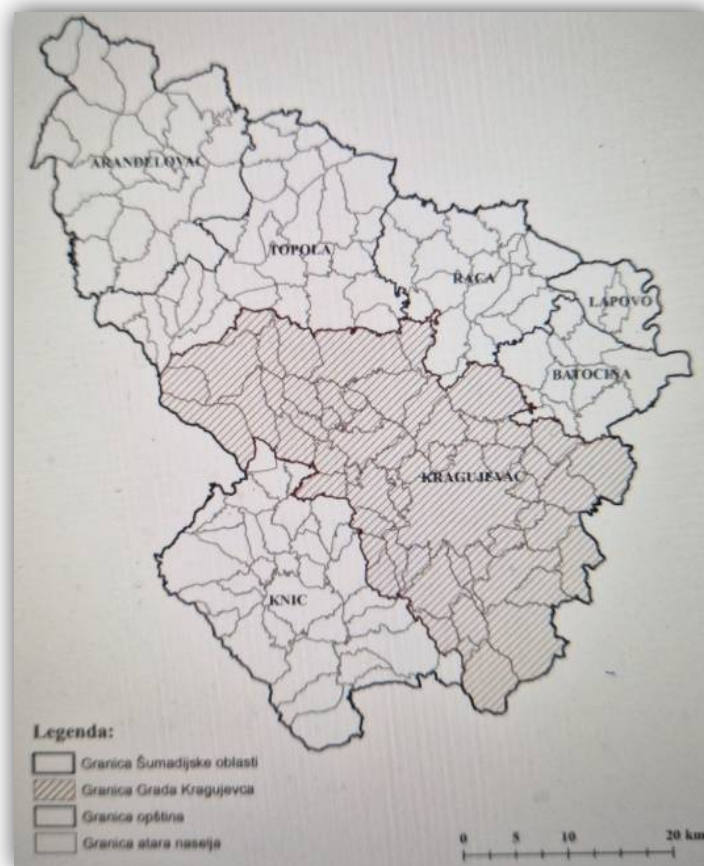 ARANĐELOVAC
TOPOLA
RAČA
LAPOVO
BATOČINA
KRAGUJEVAC
KNIĆ
Legenda:
Granica Šumadijske oblasti
Granica Grada Kragujevca
Granica opština
Granica atara naselja
0 5 10 20 km